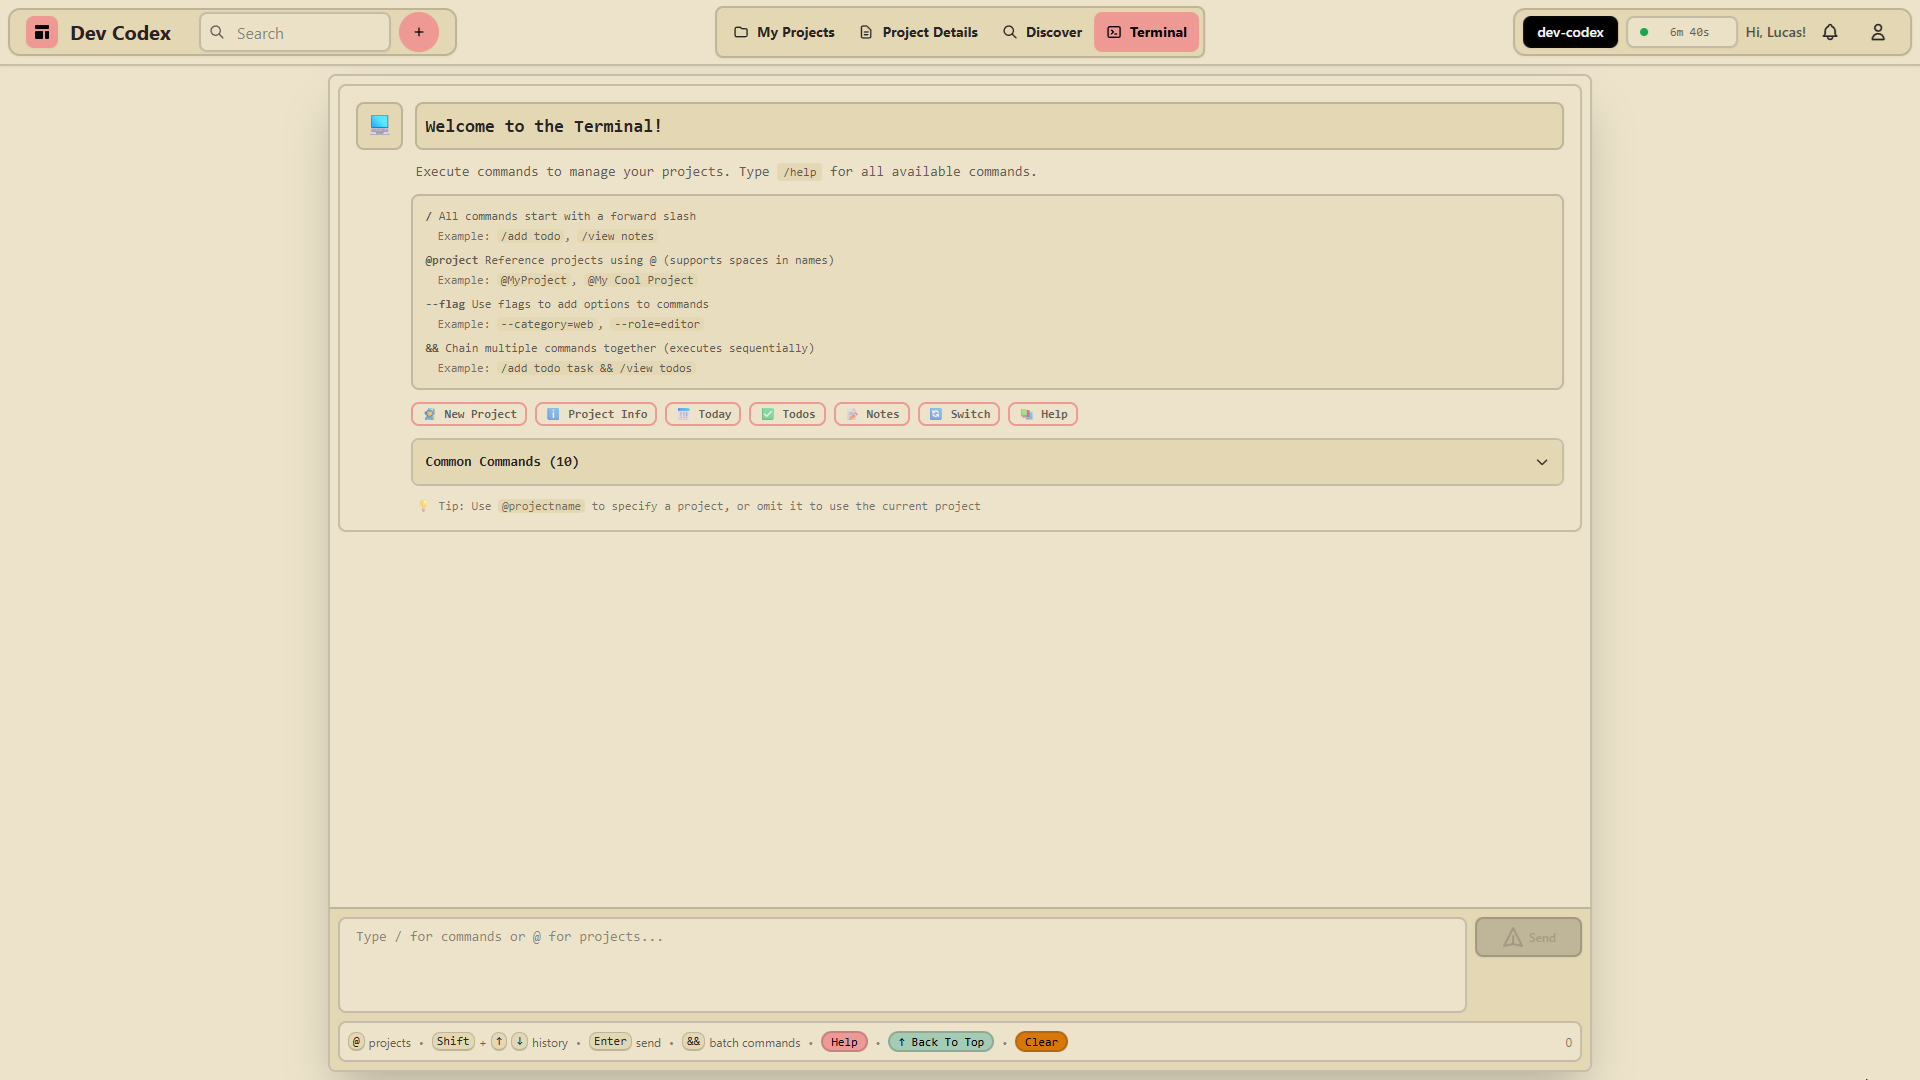 Dev Codex
Search
+
My Projects
Project Details
Discover
Terminal
dev-codex
6m 40s
Hi, Lucas!
Welcome to the Terminal!
Execute commands to manage your projects. Type /help for all available commands.
/ All commands start with a forward slash
Example: /add todo, /view notes
@project Reference projects using @ (supports spaces in names)
Example: @MyProject, @My Cool Project
--flag Use flags to add options to commands
Example: --category=web, --role=editor
&& Chain multiple commands together (executes sequentially)
Example: /add todo task && /view todos
New Project Project Info Today Todos Notes Switch Help
Common Commands (10)
Tip: Use @projectname to specify a project, or omit it to use the current project
Type / for commands or @ for projects...
Send
@ projects • Shift + ↑ ↓ history • Enter send • && batch commands • Help • ↑ Back To Top • Clear
0